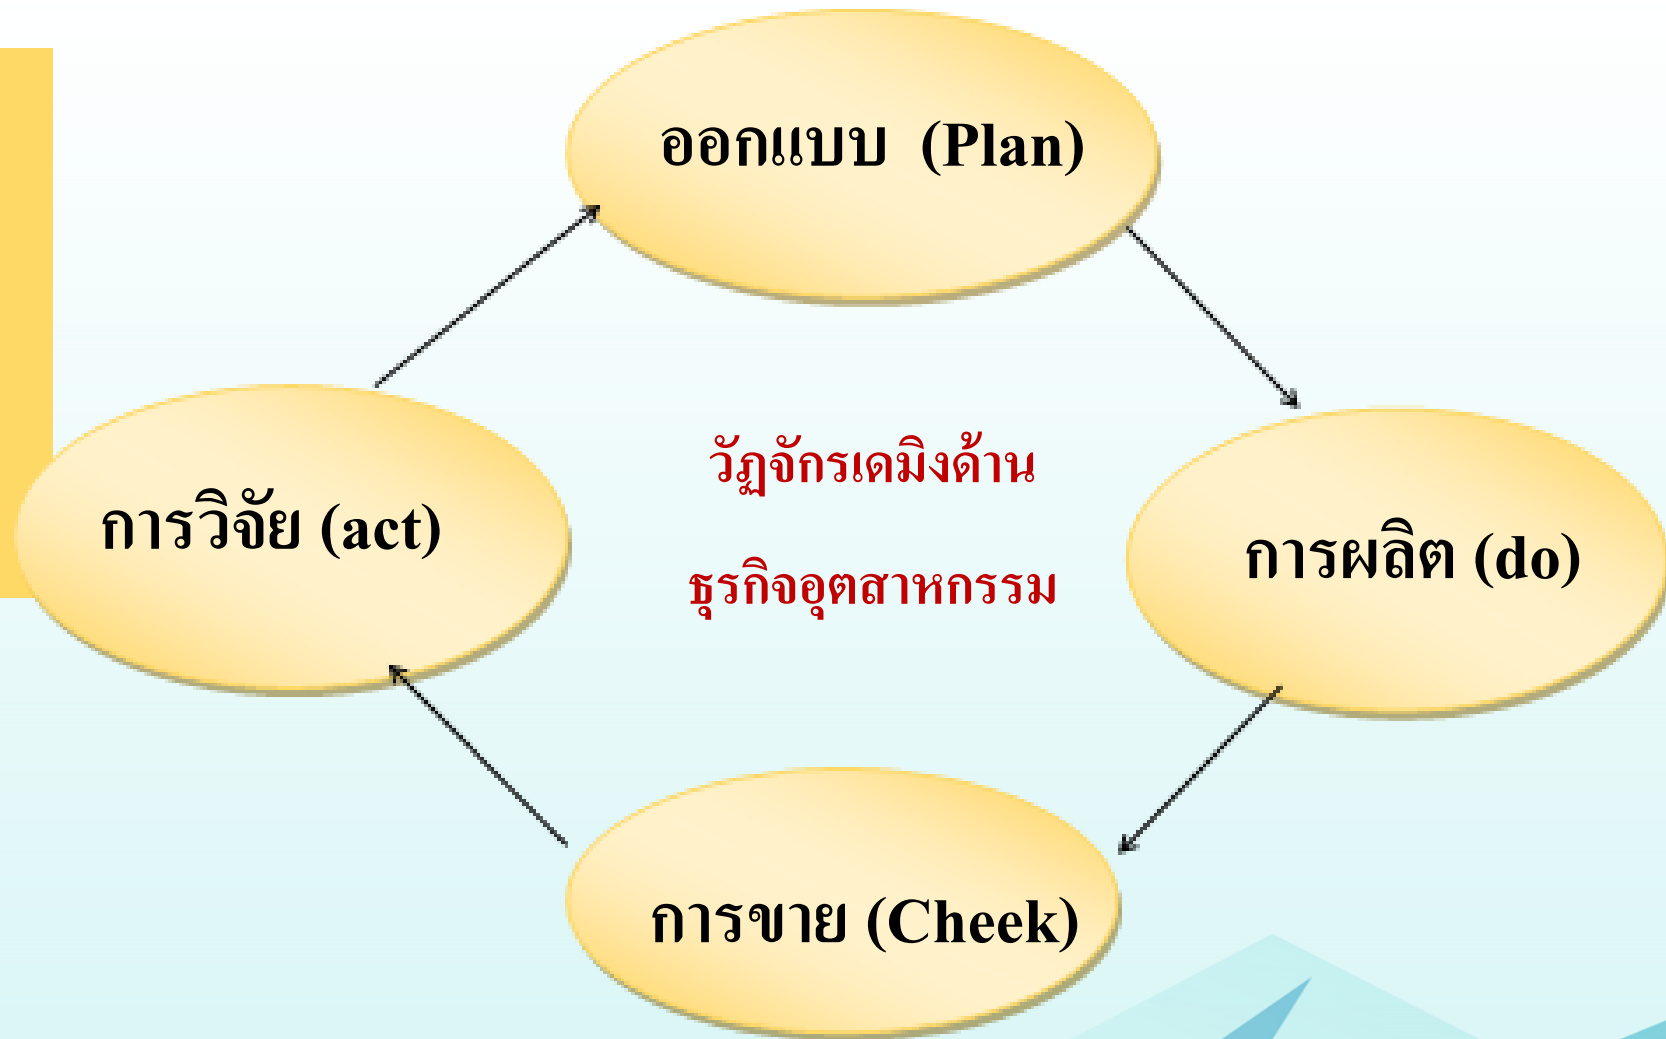 ออกแบบ (Plan)
วัฏจักรเดมิงด้าน
ธุรกิจอุตสาหกรรม
การวิจัย (act)
การผลิต (do)
การขาย (Cheek)